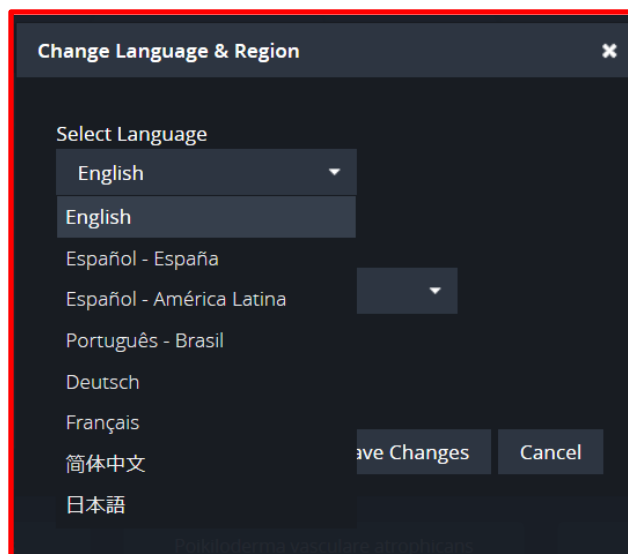 Change Language & Region ×
Select Language
English
English
Español - España
Español - América Latina
Português - Brasil
Deutsch
Français
简体中文
日本語
ave Changes
Cancel
Poikiloderma vasculare atrophicans